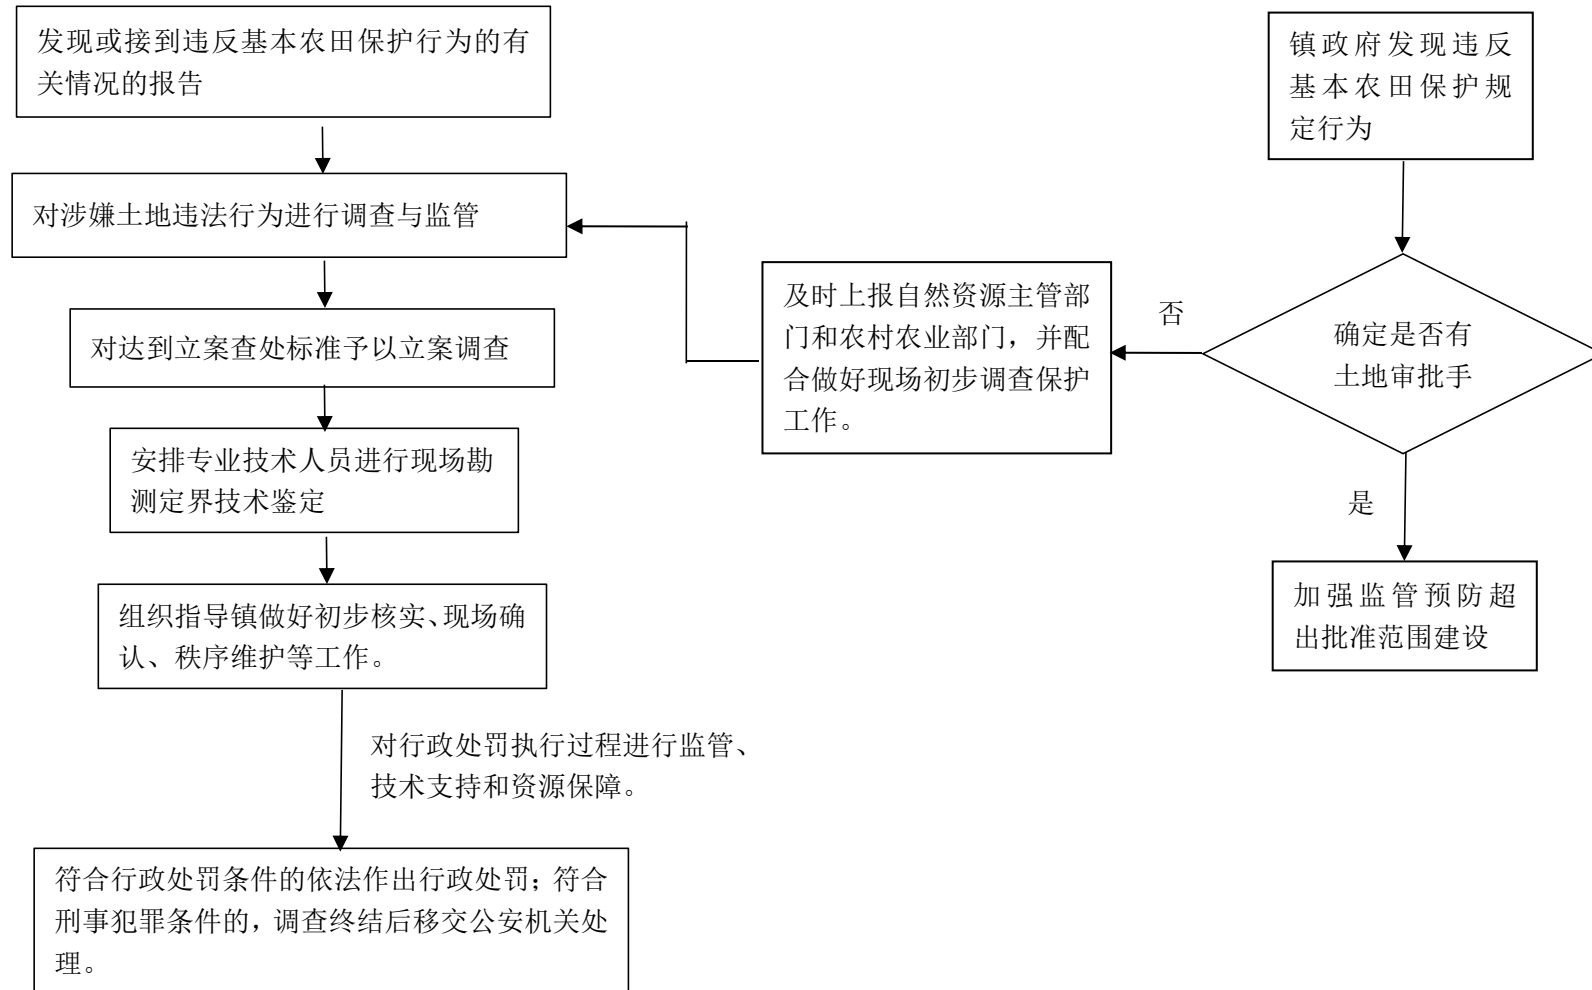 发现或接到违反基本农田保护行为的有
关情况的报告
对涉嫌土地违法行为进行调查与监管
对达到立案查处标准予以立案调查
安排专业技术人员进行现场勘
测定界技术鉴定
组织指导镇做好初步核实、现场确
认、秩序维护等工作。
对行政处罚执行过程进行监管、
技术支持和资源保障。
符合行政处罚条件的依法作出行政处罚；符合
刑事犯罪条件的，调查终结后移交公安机关处
理。
镇政府发现违反
基本农田保护规
定行为
确定是否有
土地审批手
否
及时上报自然资源主管部
门和农村农业部门，并配
合做好现场初步调查保护
工作。
是
加强监管预防超
出批准范围建设